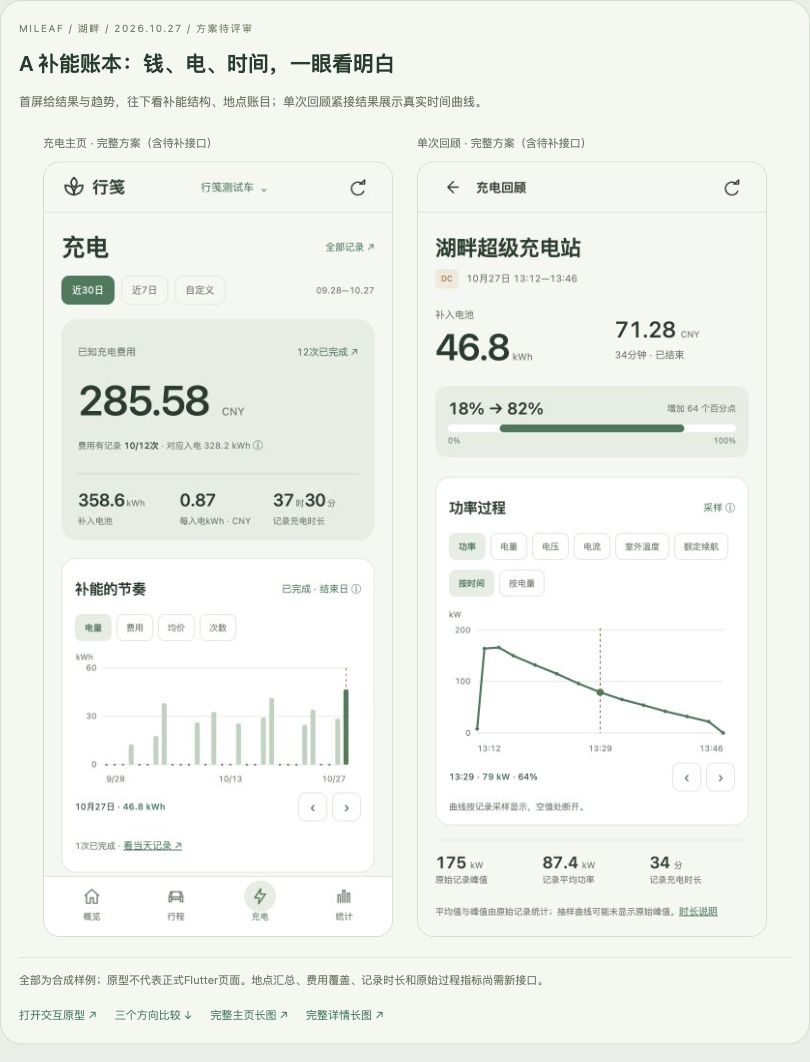 MILEAF / 湖畔 / 2026.10.27 / 方案待评审
A 补能账本：钱、电、时间，一眼看明白
首屏给结果与趋势，往下看补能结构、地点账目；单次回顾紧接结果展示真实时间曲线。
充电主页 · 完整方案（含待补接口）
行笺
行笺测试车
充电
全部记录 ↗
近30日 近7日 自定义 09.28—10.27
已知充电费用 12次已完成 ↗
285.58 CNY
费用有记录 10/12次 · 对应入电 328.2 kWh ⓘ
358.6 kWh 0.87 37时30分
补入电池 每入电kWh · CNY 记录充电时长
补能的节奏 已完成 · 结束日 ⓘ
电量 费用 均价 次数
kWh
60
30
0
9/28 10/13 10/27
10月27日 · 46.8 kWh ‹ ›
1次已完成 · 看当天记录 ↗
概览 行程 充电 统计
单次回顾 · 完整方案（含待补接口）
← 充电回顾
湖畔超级充电站
DC 10月27日 13:12—13:46
补入电池
46.8 kWh
71.28 CNY
34分钟 · 已结束
18% → 82% 增加 64 个百分点
0% 100%
功率过程 采样 ⓘ
功率 电量 电压 电流 室外温度 额定续航
按时间 按电量
kW
200
100
0
13:12 13:29 13:46
13:29 · 79 kW · 64% ‹ ›
曲线按记录采样显示，空值处断开。
175 kW 87.4 kW 34 分
原始记录峰值 记录平均功率 记录充电时长
平均值与峰值由原始记录统计；抽样曲线可能未显示原始峰值。时长说明
全部为合成样例；原型不代表正式Flutter页面。地点汇总、费用覆盖、记录时长和原始过程指标尚需新接口。
打开交互原型 ↗ 三个方向比较 ↓ 完整主页长图 ↗ 完整详情长图 ↗